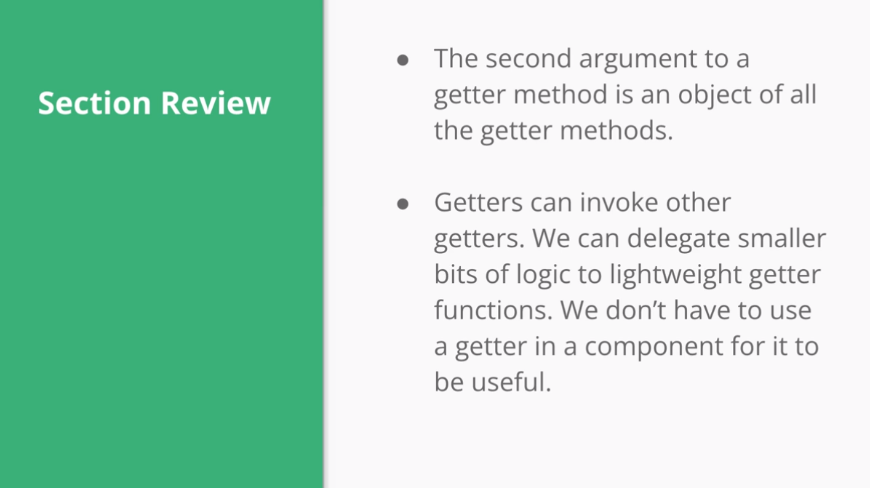 Section Review
● The second argument to a
getter method is an object of all
the getter methods.
● Getters can invoke other
getters. We can delegate smaller
bits of logic to lightweight getter
functions. We don’t have to use
a getter in a component for it to
be useful.